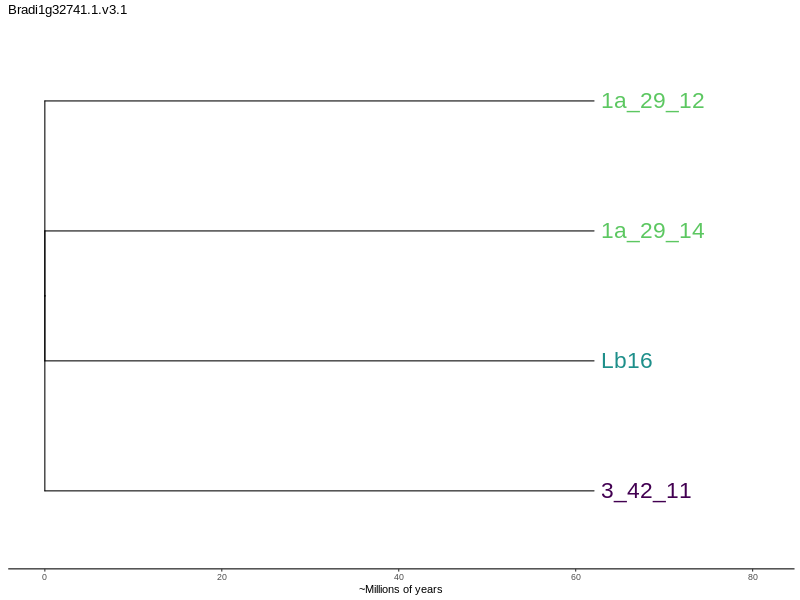 Bradi1g32741.1.v3.1
1a_29_12
1a_29_14
Lb16
3_42_11
0 20 40 60 80
~Millions of years